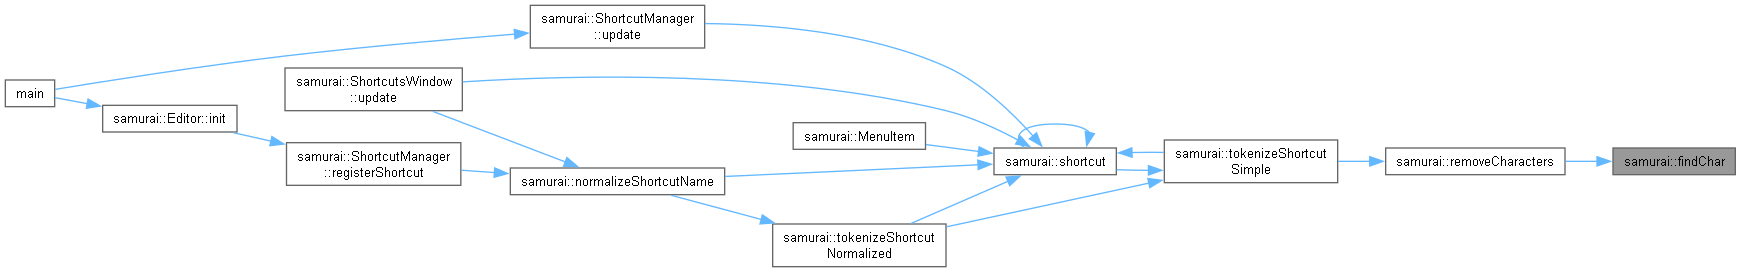 samurai::ShortcutManager
::update
samurai::ShortcutsWindow
::update
main
samurai::Editor::init
samurai::MenuItem
samurai::ShortcutManager
::registerShortcut
samurai::shortcut
samurai::tokenizeShortcut
Simple
samurai::removeCharacters
samurai::findChar
samurai::normalizeShortcutName
samurai::tokenizeShortcut
Normalized